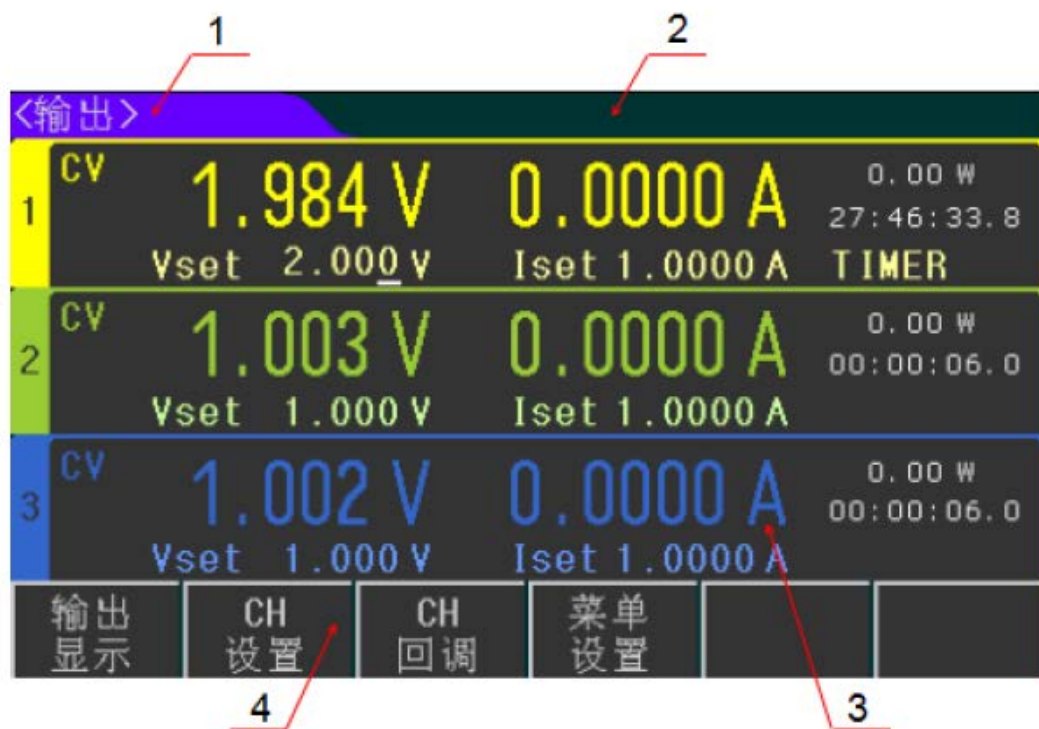 1 2
<输出>
1 CV 1.984 V 0.0000 A 0.00 W
27:46:33.8
Vset 2.000 V Iset 1.0000 A TIMER
2 CV 1.003 V 0.0000 A 0.00 W
00:00:06.0
Vset 1.000 V Iset 1.0000 A
3 CV 1.002 V 0.0000 A 0.00 W
00:00:06.0
Vset 1.000 V Iset 1.0000 A
输出 CH CH 菜单
显示 设置 回调 设置
4 3